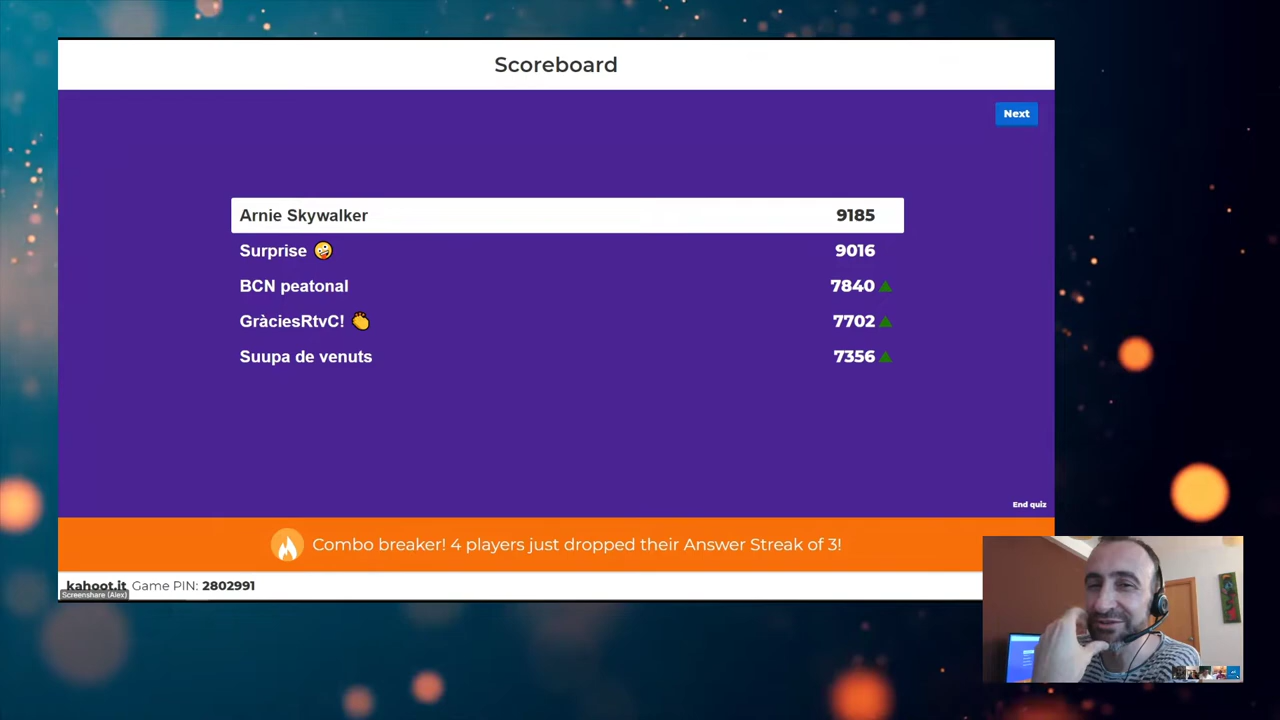 Scoreboard
Next
Arnie Skywalker 9185
Surprise 🤪 9016
BCN peatonal 7840
GràciesRtvC! 👏 7702
Suupa de venuts 7356
End quiz
Combo breaker! 4 players just dropped their Answer Streak of 3!
kahoot.it Game PIN: 2802991
Screenshare (Alex)